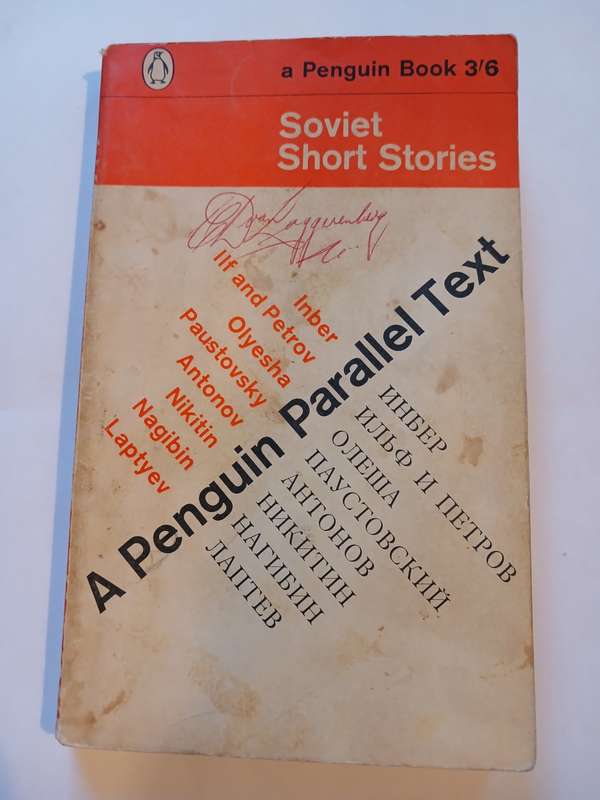 a Penguin Book 3'6
Soviet
Short Stories
Inber
Ilf and Petrov
Olyesha
Paustovsky
Antonov
Nikitin
Nagibin
Laptyev
A Penguin Parallel Text
ИНБЕР
ИЛЬФ И ПЕТРОВ
ОЛЕША
ПАУСТОВСКИЙ
АНТОНОВ
НИКИТИН
НАГИБИН
ЛАПТЕВ